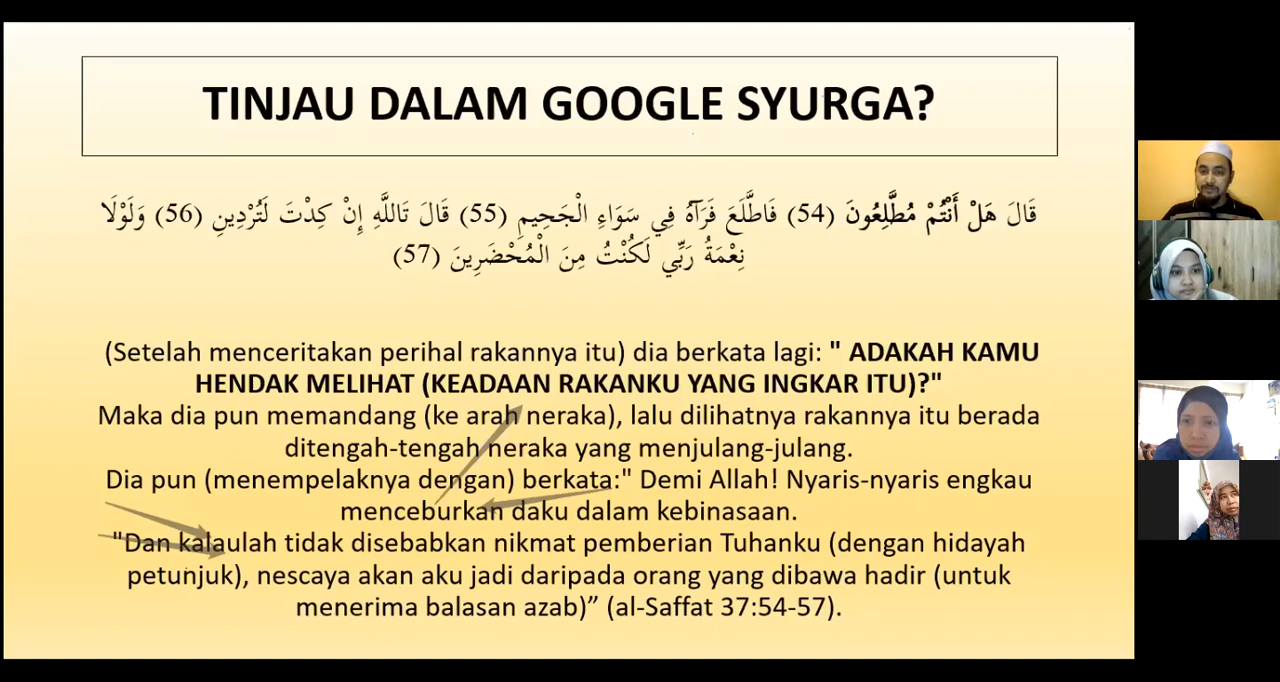 TINJAU DALAM GOOGLE SYURGA?
قَالَ هَلْ أَنْتُمْ مُطَّلِعُونَ (54) فَاطَّلَعَ فَرَآهُ فِي سَوَاءِ الْجَحِيمِ (55) قَالَ تَاللَّهِ إِنْ كِدْتَ لَتُرْدِينِ (56) وَلَوْلَا
نِعْمَةُ رَبِّي لَكُنْتُ مِنَ الْمُحْضَرِينَ (57)
(Setelah menceritakan perihal rakannya itu) dia berkata lagi: " ADAKAH KAMU
HENDAK MELIHAT (KEADAAN RAKANKU YANG INGKAR ITU)?"
Maka dia pun memandang (ke arah neraka), lalu dilihatnya rakannya itu berada
ditengah-tengah neraka yang menjulang-julang.
Dia pun (menempelaknya dengan) berkata:" Demi Allah! Nyaris-nyaris engkau
menceburkan daku dalam kebinasaan.
"Dan kalaulah tidak disebabkan nikmat pemberian Tuhanku (dengan hidayah
petunjuk), nescaya akan aku jadi daripada orang yang dibawa hadir (untuk
menerima balasan azab)” (al-Saffat 37:54-57).